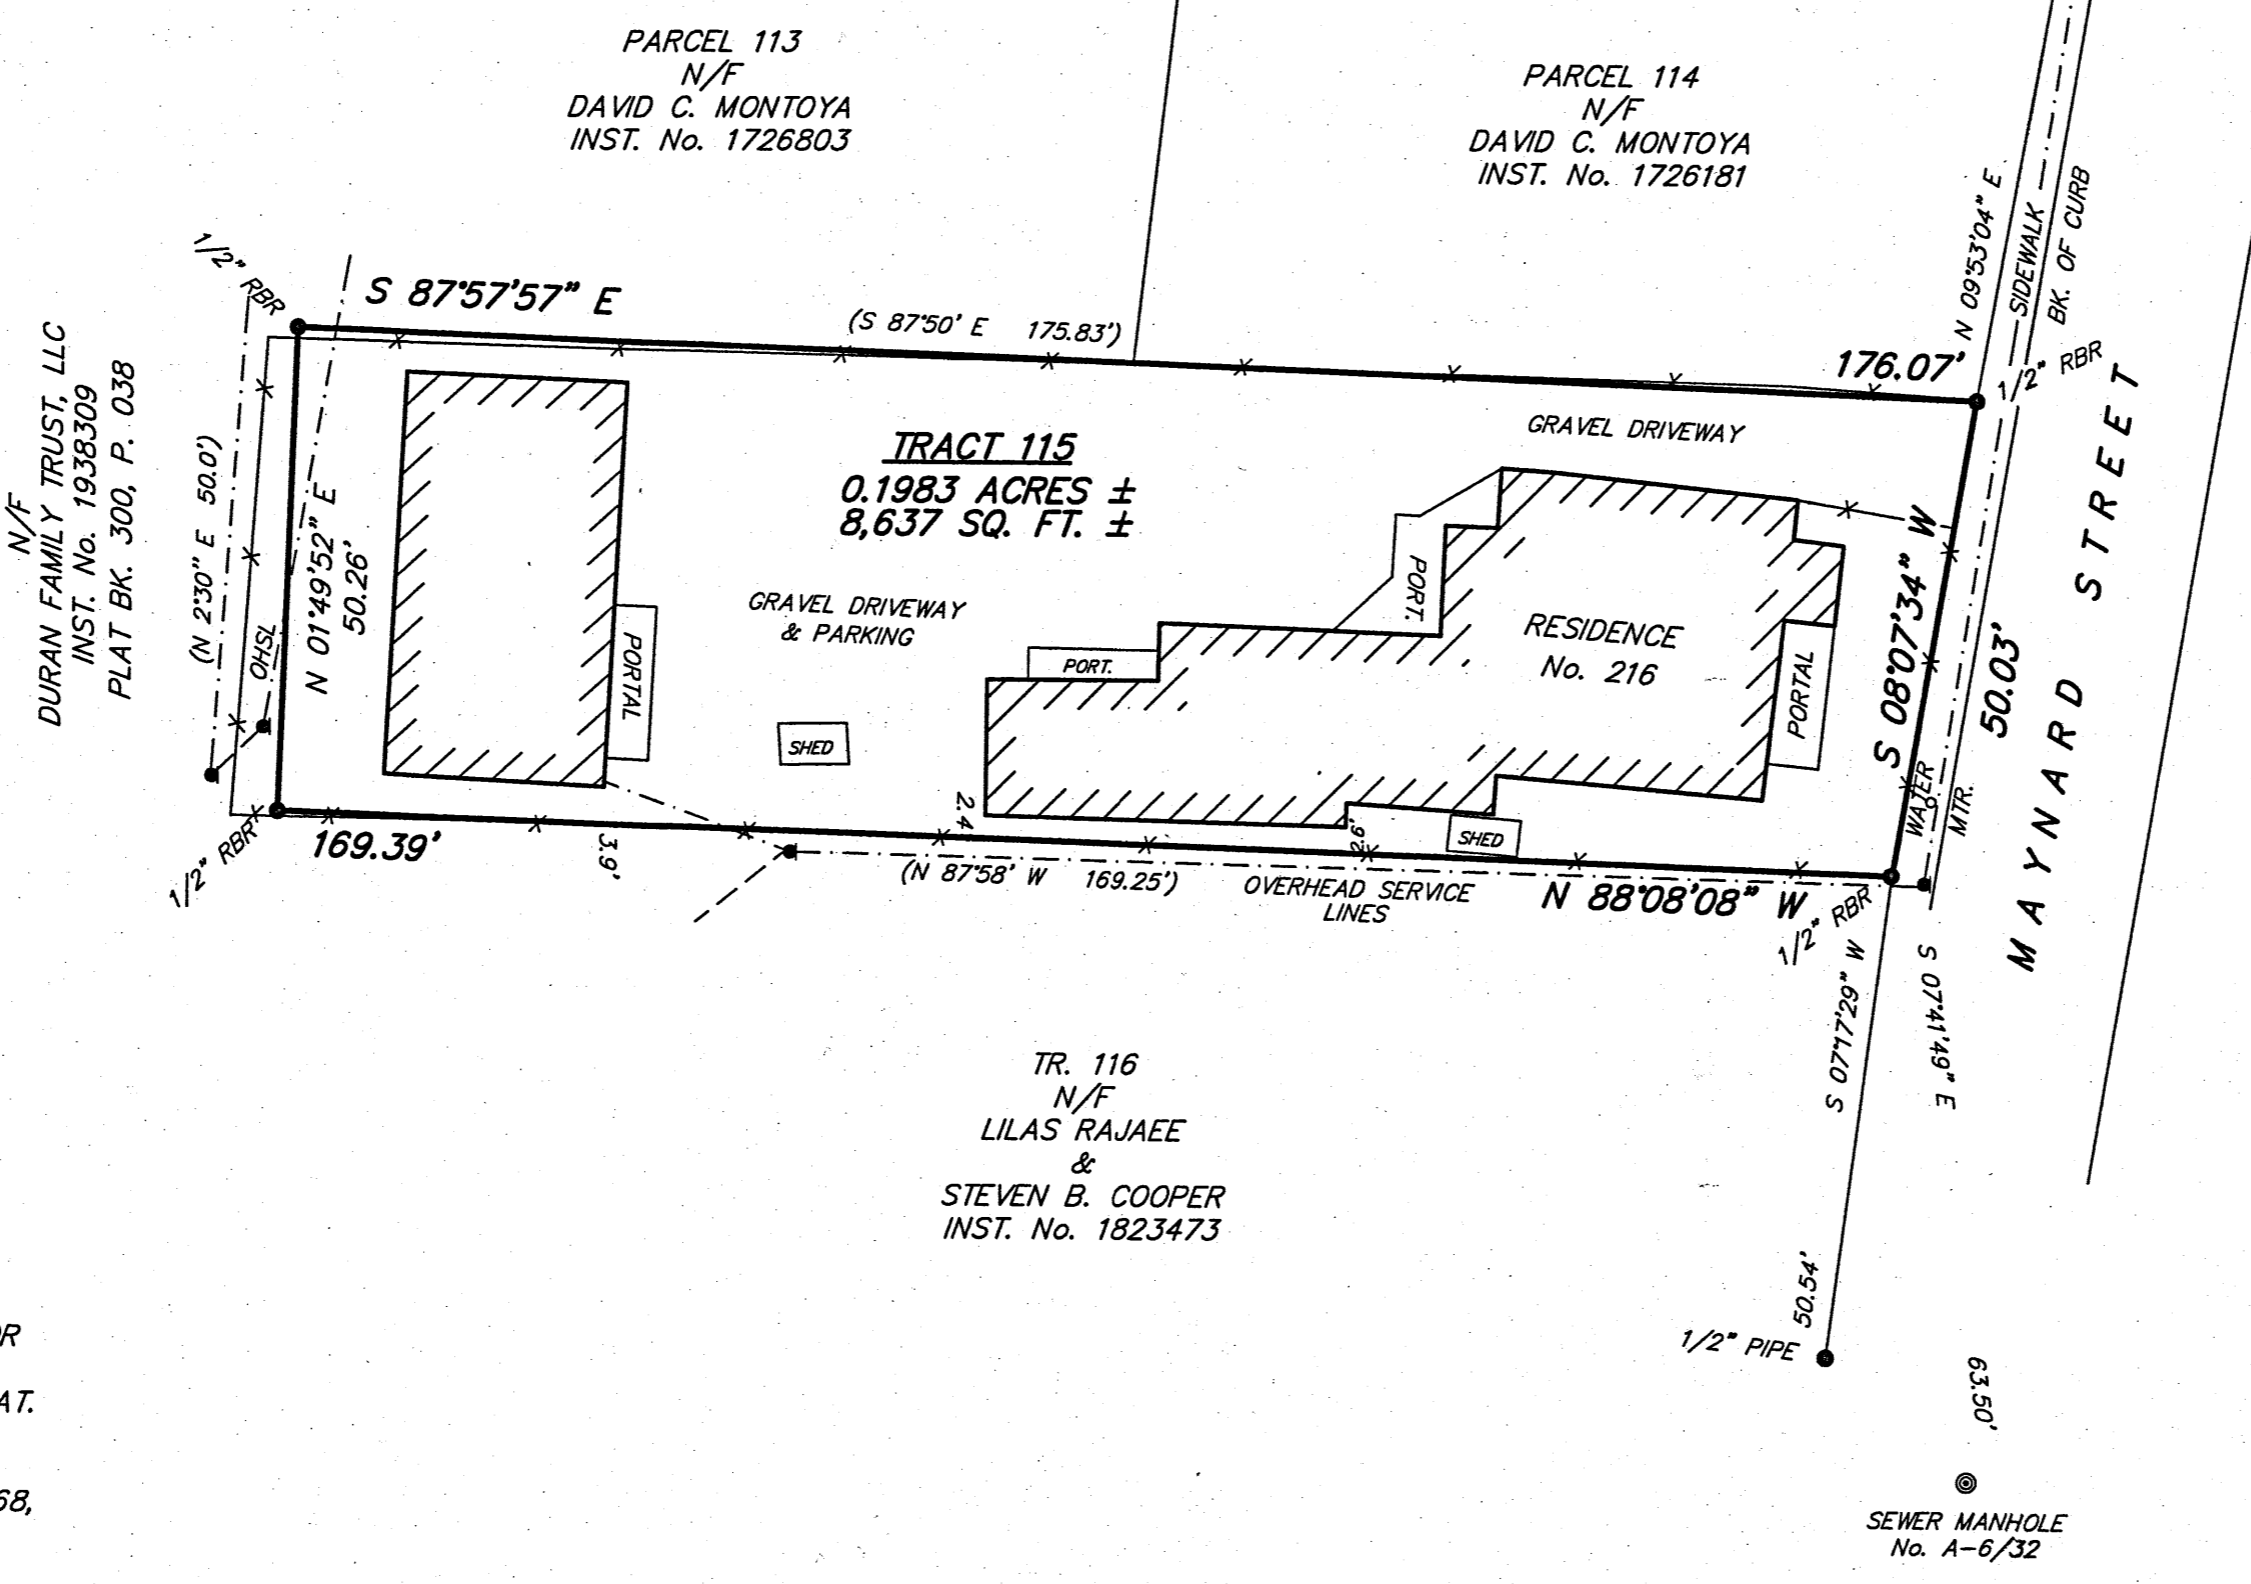 PARCEL 113
N/F
DAVID C. MONTOYA
INST. No. 1726803
PARCEL 114
N/F
DAVID C. MONTOYA
INST. No. 1726181
N 09°53'04" E
SIDEWALK
BK. OF CURB
1/2" RBR
S 87°57'57" E
(S 87°50' E 175.83')
176.07'
1/2" RBR
N/F
DURAN FAMILY TRUST, LLC
INST. No. 1938309
PLAT BK. 300, P. 038
(N 2°30" E 50.0')
OHSL
N 01°49'52" E
50.26'
TRACT 115
0.1983 ACRES ±
8,637 SQ. FT. ±
GRAVEL DRIVEWAY
GRAVEL DRIVEWAY
& PARKING
PORTAL
SHED
PORT.
PORT.
RESIDENCE
No. 216
PORTAL
S 08°07'34" W
50.03'
MAYNARD STREET
WATER
MTR.
1/2" RBR
169.39'
3.9'
2.4'
2.9'
SHED
(N 87°58' W 169.25')
OVERHEAD SERVICE
LINES
N 88°08'08" W
1/2" RBR
S 07°17'29" W
50.54'
S 07°41'49" E
63.50'
TR. 116
N/F
LILAS RAJAEE
&
STEVEN B. COOPER
INST. No. 1823473
1/2" PIPE
SEWER MANHOLE
No. A-6/32
OR
AT.
68,